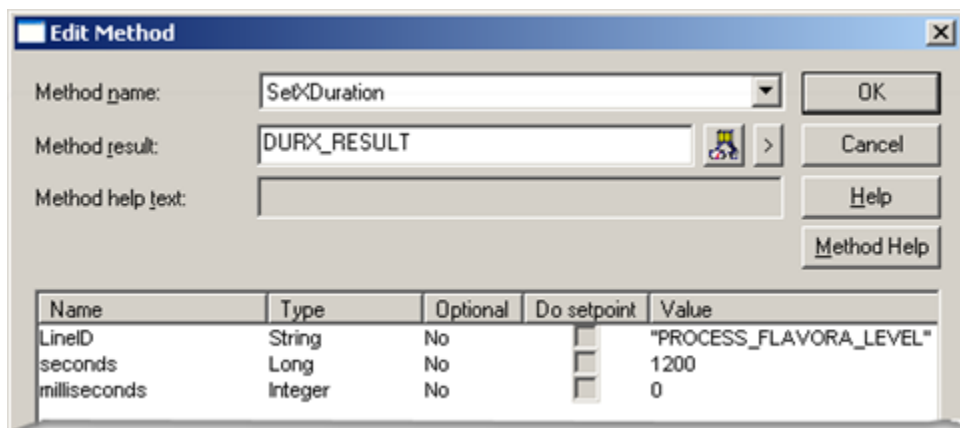 Edit Method
Method name: SetXDuration OK
Method result: DURX_RESULT > Cancel
Method help text: Help
Method Help
Name Type Optional Do setpoint Value
LineID String No "PROCESS_FLAVORA_LEVEL"
seconds Long No 1200
milliseconds Integer No 0